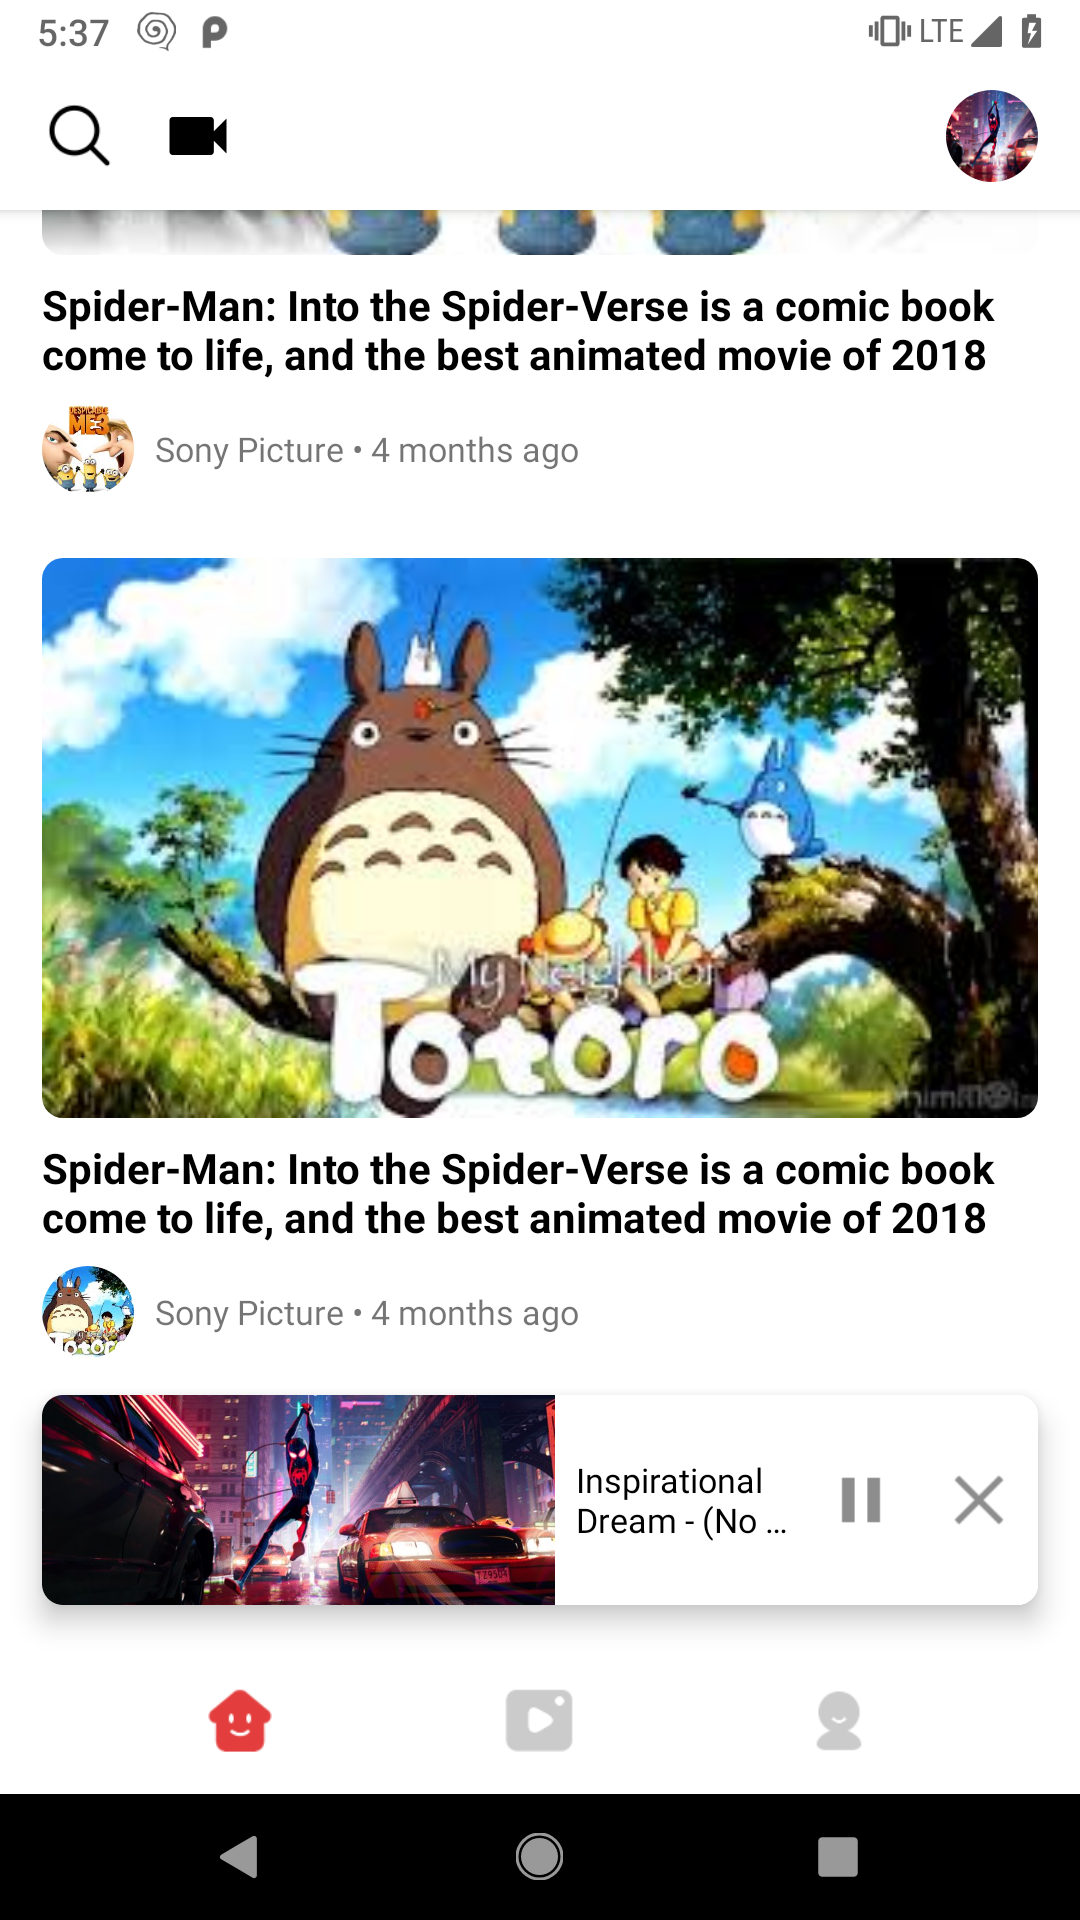 5:37
LTE
Spider-Man: Into the Spider-Verse is a comic book
come to life, and the best animated movie of 2018
DESPICABLE
ME3
Sony Picture • 4 months ago
My Neighbor
Totoro
Spider-Man: Into the Spider-Verse is a comic book
come to life, and the best animated movie of 2018
Totoro
Sony Picture • 4 months ago
Inspirational
Dream - (No ...